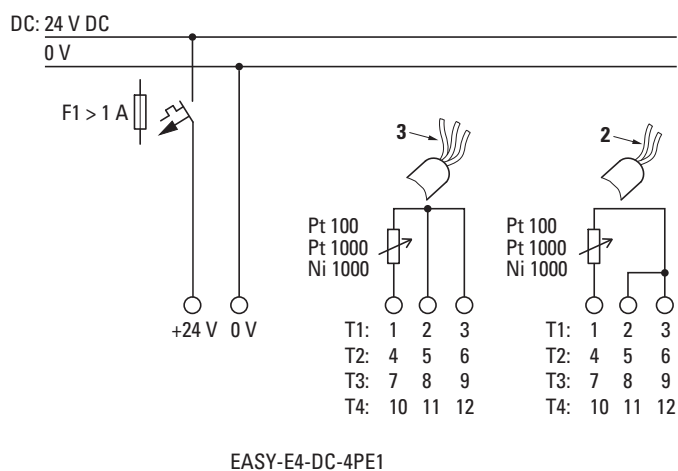 DC: 24 V DC
0 V
F1 > 1 A
3
2
Pt 100
Pt 1000
Ni 1000
Pt 100
Pt 1000
Ni 1000
+24 V 0 V
T1: 1 2 3
T2: 4 5 6
T3: 7 8 9
T4: 10 11 12
T1: 1 2 3
T2: 4 5 6
T3: 7 8 9
T4: 10 11 12
EASY-E4-DC-4PE1